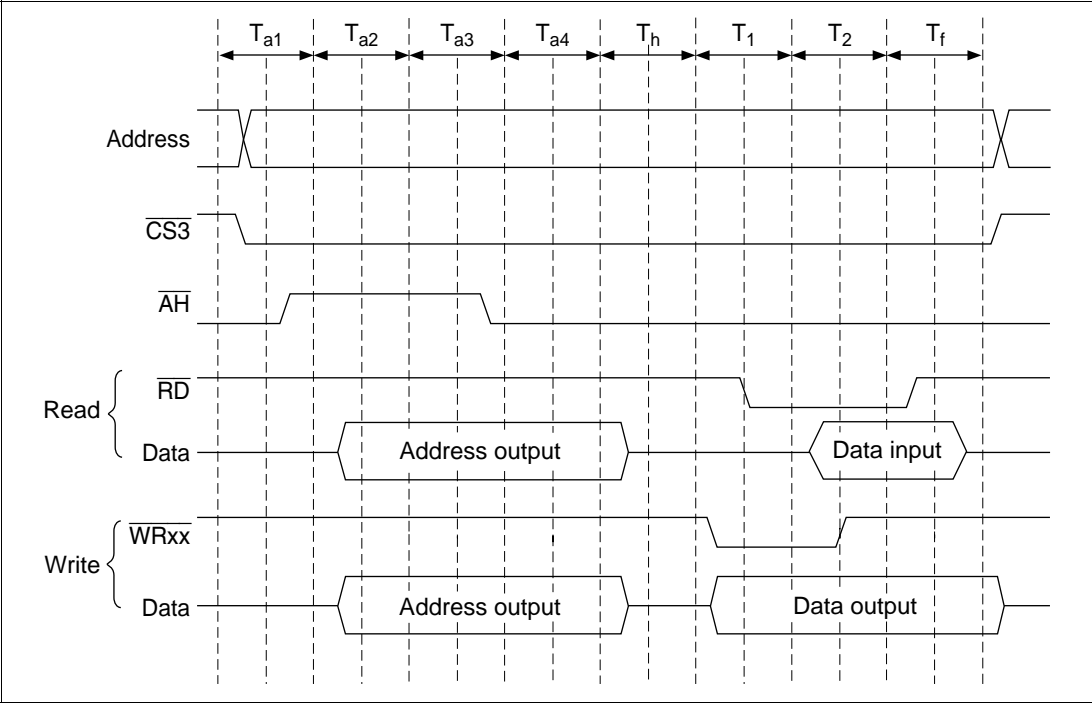 Ta1 Ta2 Ta3 Ta4 Th T1 T2 Tf
Address
CS3
AH
RD
Read
Data Address output Data input
WRxx
Write
Data Address output Data output